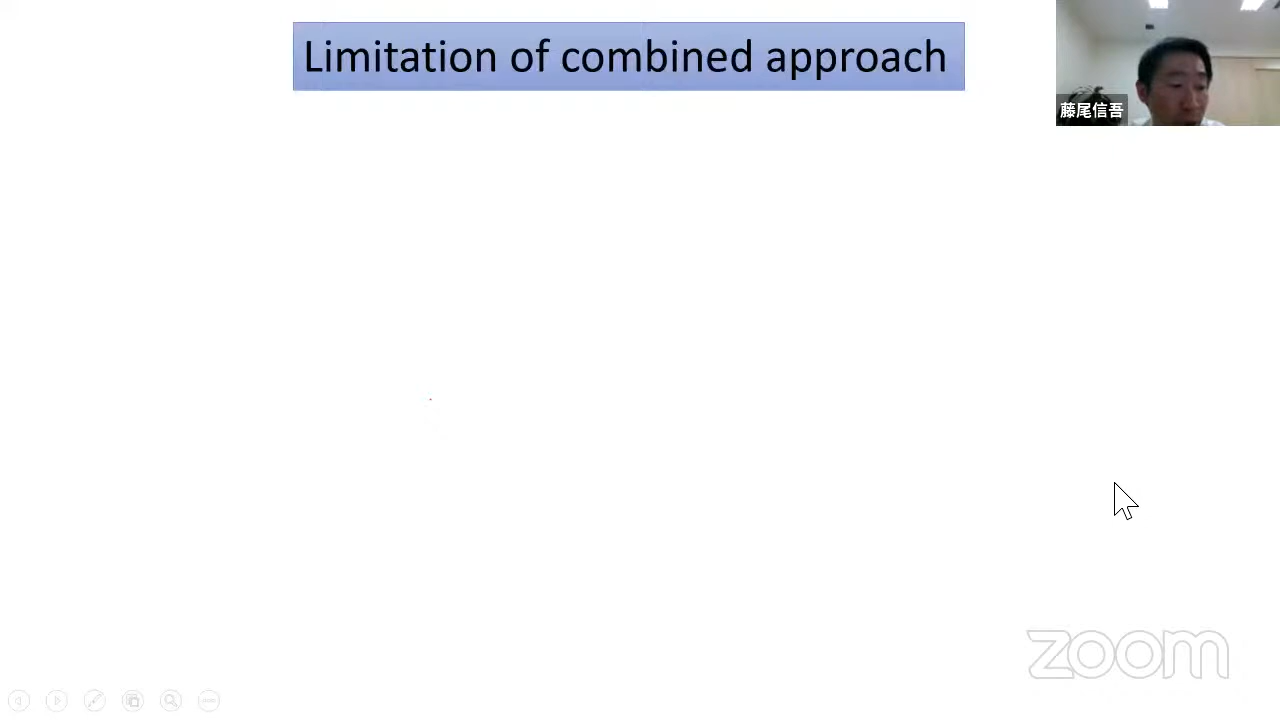 Limitation of combined approach
藤尾信吾
zoom